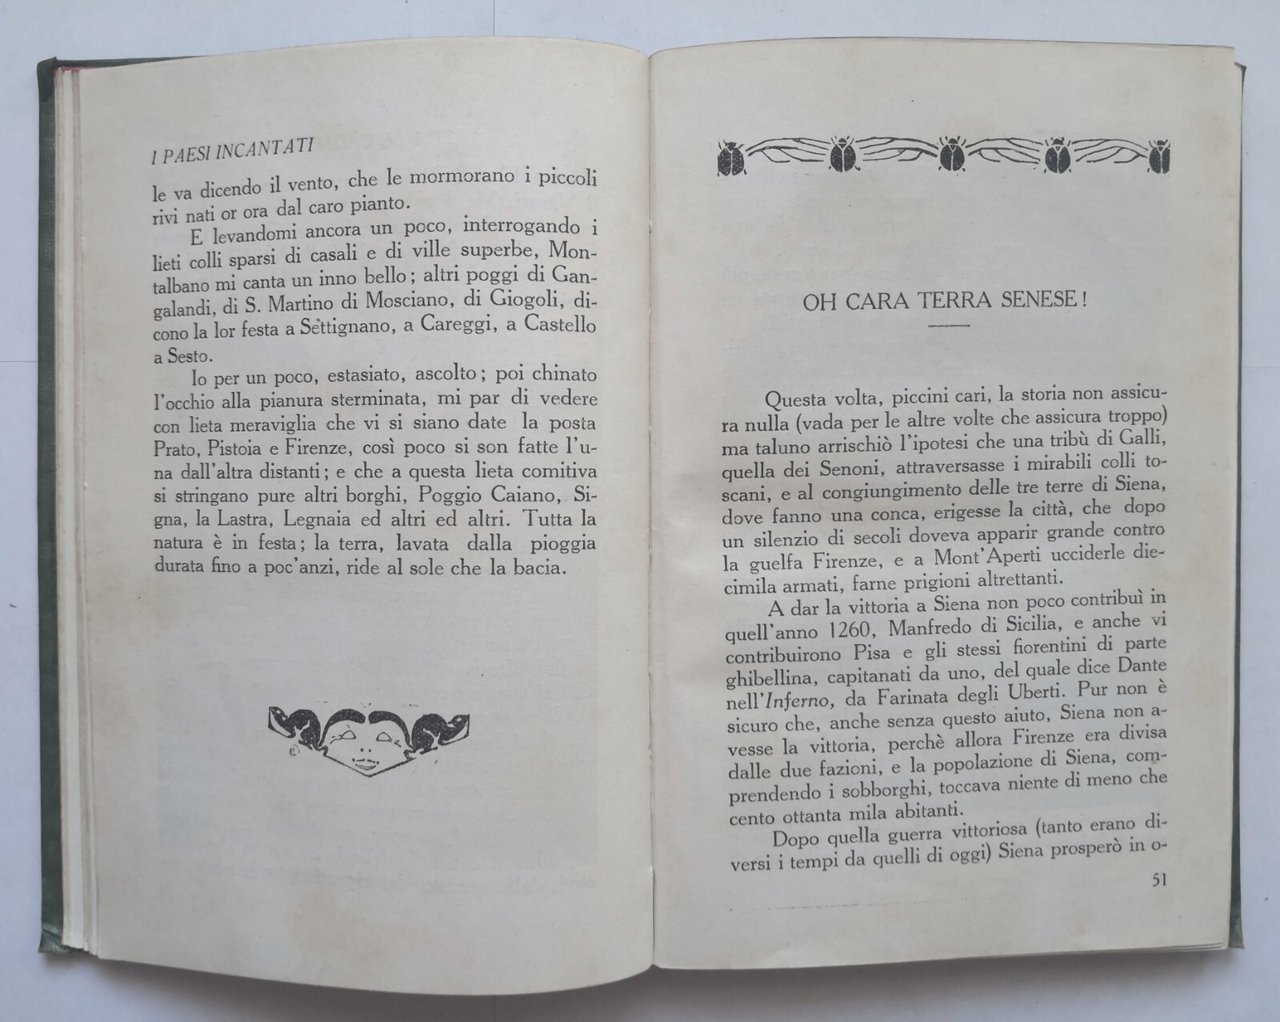 I PAESI INCANTATI
le va dicendo il vento, che le mormorano i piccoli
rivi nati or ora dal caro pianto.
E levandomi ancora un poco, interrogando i
lieti colli sparsi di casali e di ville superbe, Mon-
talbano mi canta un inno bello; altri poggi di Gan-
galandi, di S. Martino di Mosciano, di Giogoli, di-
cono la lor festa a Settignano, a Careggi, a Castello
a Sesto.
Io per un poco, estasiato, ascolto; poi chinato
l'occhio alla pianura sterminata, mi par di vedere
con lieta meraviglia che vi si siano date la posta
Prato, Pistoia e Firenze, così poco si son fatte l'u-
na dall'altra distanti; e che a questa lieta comitiva
si stringano pure altri borghi, Poggio Caiano, Si-
gna, la Lastra, Legnaia ed altri ed altri. Tutta la
natura è in festa; la terra, lavata dalla pioggia
durata fino a poc'anzi, ride al sole che la bacia.
OH CARA TERRA SENESE!
Questa volta, piccini cari, la storia non assicu-
ra nulla (vada per le altre volte che assicura troppo)
ma taluno arrischiò l'ipotesi che una tribù di Galli,
quella dei Senoni, attraversasse i mirabili colli to-
scani, e al congiungimento delle tre terre di Siena,
dove fanno una conca, erigesse la città, che dopo
un silenzio di secoli doveva apparir grande contro
la guelfa Firenze, e a Mont'Aperti ucciderle die-
cimila armati, farne prigioni altrettanti.
A dar la vittoria a Siena non poco contribuì in
quell'anno 1260, Manfredo di Sicilia, e anche vi
contribuirono Pisa e gli stessi fiorentini di parte
ghibellina, capitanati da uno, del quale dice Dante
nell'Inferno, da Farinata degli Uberti. Pur non è
sicuro che, anche senza questo aiuto, Siena non a-
vesse la vittoria, perchè allora Firenze era divisa
dalle due fazioni, e la popolazione di Siena, com-
prendendo i sobborghi, toccava niente di meno che
cento ottanta mila abitanti.
Dopo quella guerra vittoriosa (tanto erano di-
versi i tempi da quelli di oggi) Siena prosperò in o-
51